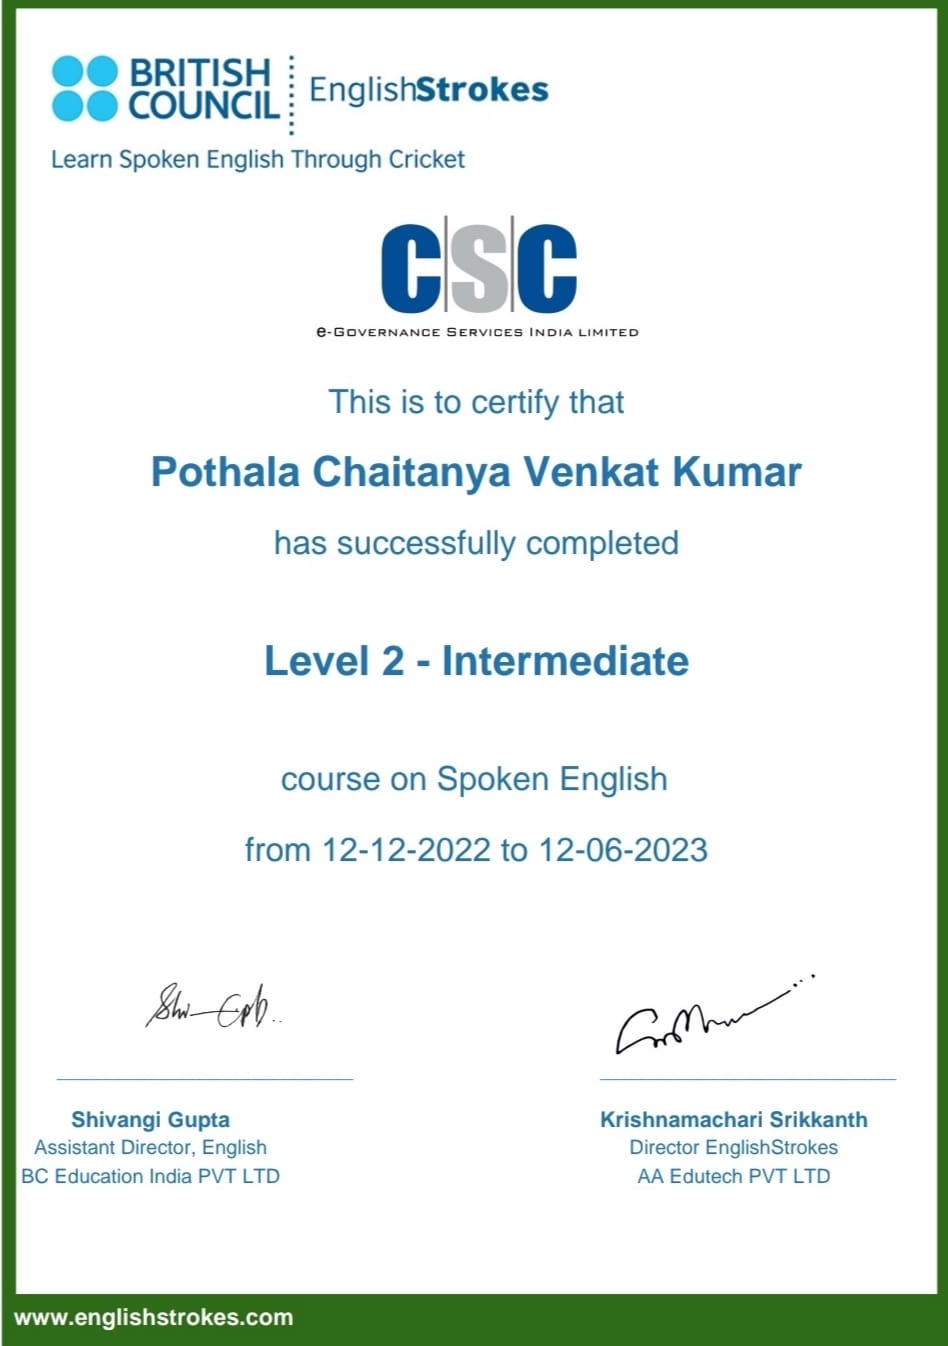 BRITISH
COUNCIL
EnglishStrokes
Learn Spoken English Through Cricket
CSC
e-Governance Services India Limited
This is to certify that
Pothala Chaitanya Venkat Kumar
has successfully completed
Level 2 - Intermediate
course on Spoken English
from 12-12-2022 to 12-06-2023
Shivangi Gupta
Assistant Director, English
BC Education India PVT LTD
Krishnamachari Srikkanth
Director EnglishStrokes
AA Edutech PVT LTD
www.englishstrokes.com